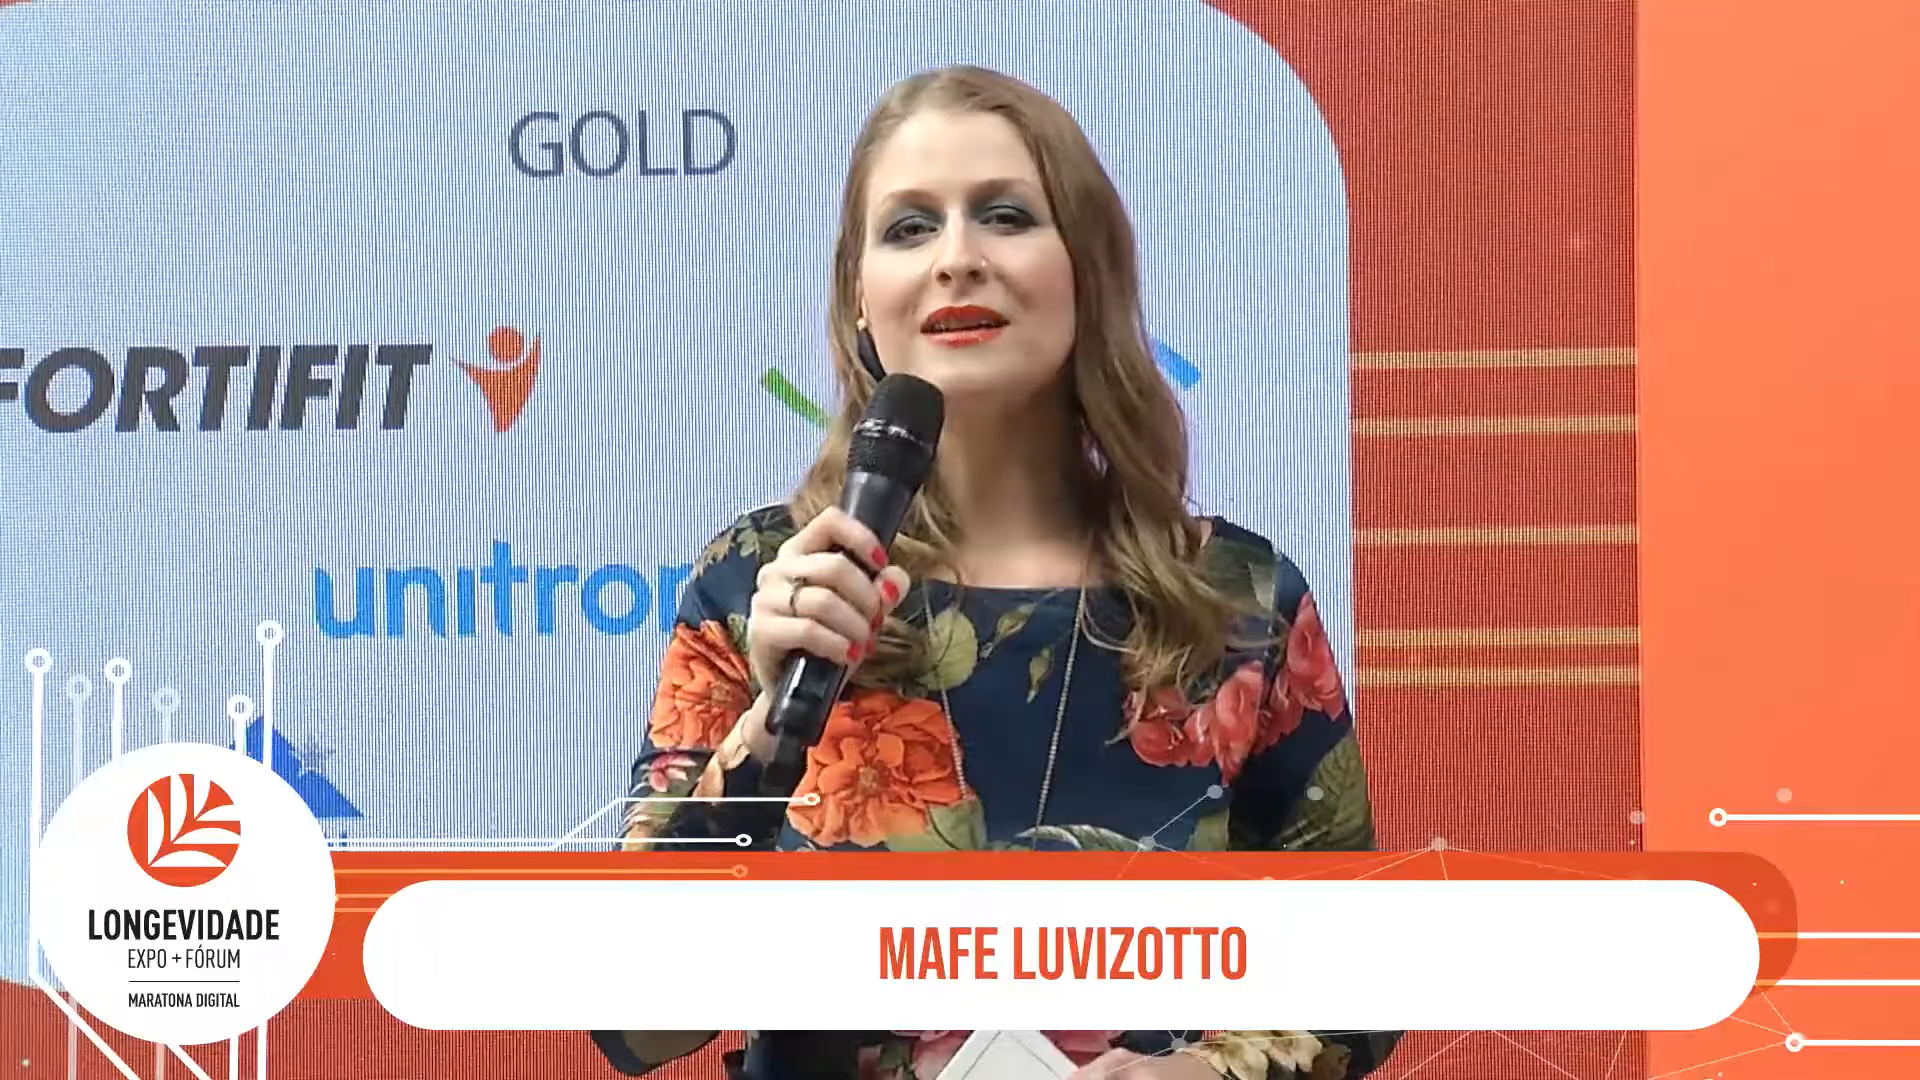 GOLD
FORTIFIT
unitron
LONGEVIDADE
EXPO + FÓRUM
MARATONA DIGITAL
MAFE LUVIZOTTO